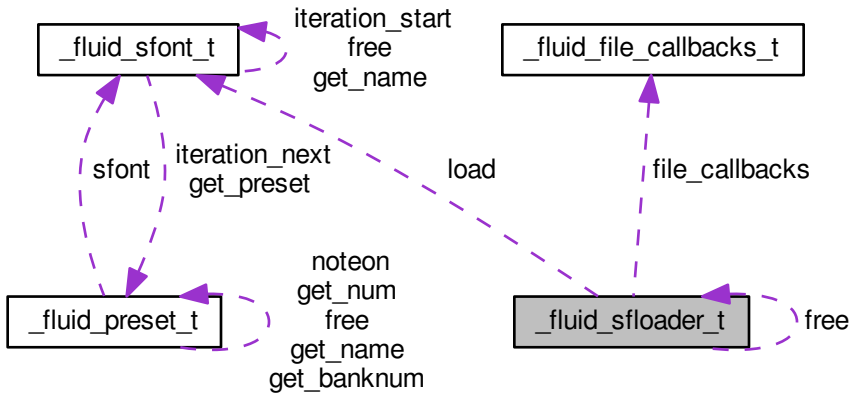 _fluid_sfont_t
iteration_start
free
get_name
_fluid_file_callbacks_t
sfont
iteration_next
get_preset
load
file_callbacks
_fluid_preset_t
noteon
get_num
free
get_name
get_banknum
_fluid_sfloader_t
free